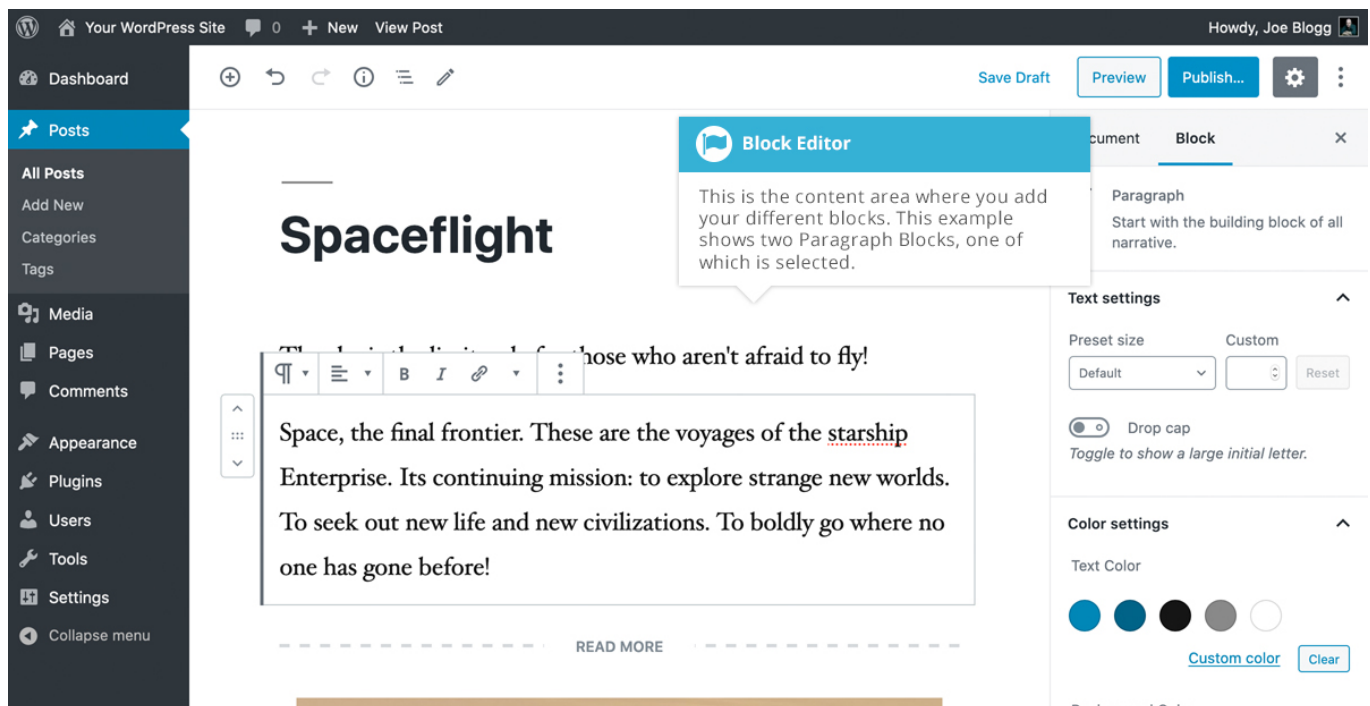 Your WordPress Site 0 New View Post Howdy, Joe Blogg
Dashboard
Posts
All Posts
Add New
Categories
Tags
Media
Pages
Comments
Appearance
Plugins
Users
Tools
Settings
Collapse menu
Save Draft Preview Publish...
Block Editor
This is the content area where you add
your different blocks. This example
shows two Paragraph Blocks, one of
which is selected.
Spaceflight
those who aren't afraid to fly!
B I
Space, the final frontier. These are the voyages of the starship
Enterprise. Its continuing mission: to explore strange new worlds.
To seek out new life and new civilizations. To boldly go where no
one has gone before!
READ MORE
Block
Paragraph
Start with the building block of all
narrative.
Text settings
Preset size Custom
Default Reset
Drop cap
Toggle to show a large initial letter.
Color settings
Text Color
Custom color Clear